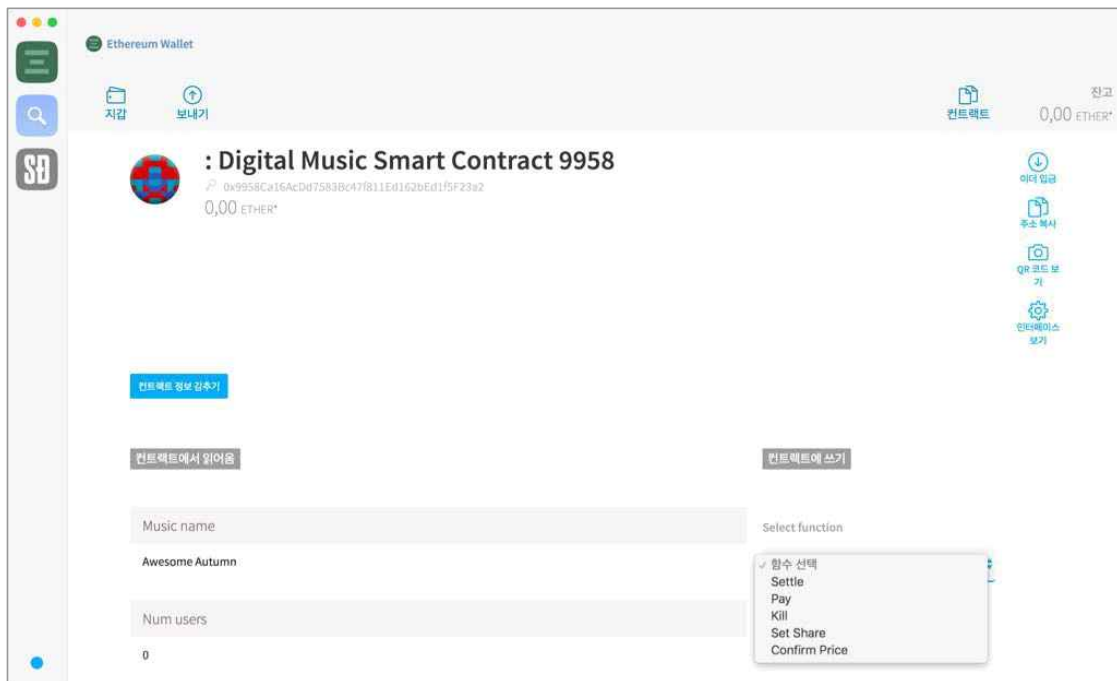 Ethereum Wallet
지갑
보내기
컨트랙트
잔고
0,00 ETHER*
: Digital Music Smart Contract 9958
0,00 ETHER*
이더 입금
주소 복사
QR 코드 보
기
인터페이스
보기
컨트랙트 정보 감추기
컨트랙트에서 읽어옴
컨트랙트에 쓰기
Music name
Awesome Autumn
Num users
0
Select function
✓ 함수 선택
Settle
Pay
Kill
Set Share
Confirm Price